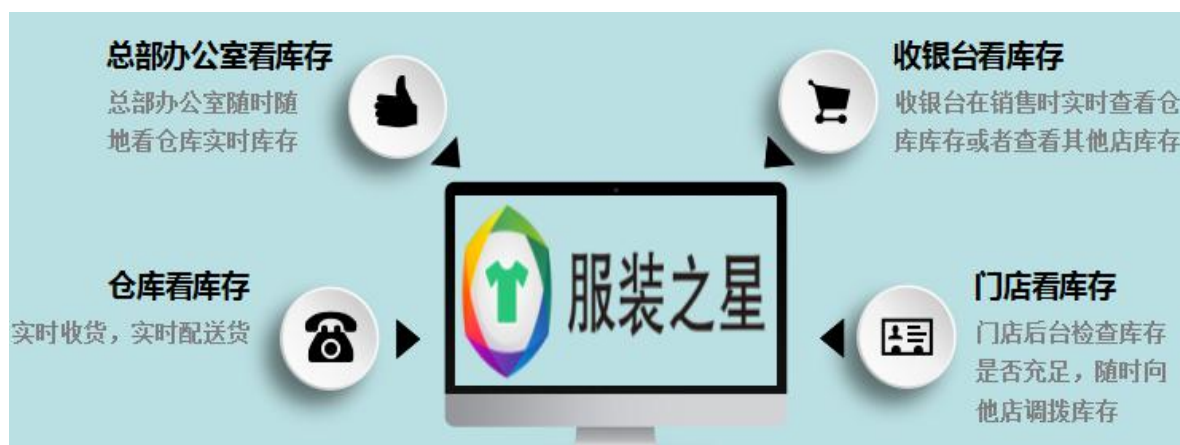 总部办公室看库存
总部办公室随时随
地看仓库实时库存
收银台看库存
收银台在销售时实时查看仓
库库存或者查看其他店库存
服装之星
仓库看库存
实时收货，实时配送货
门店看库存
门店后台检查库存
是否充足，随时向
他店调拨库存